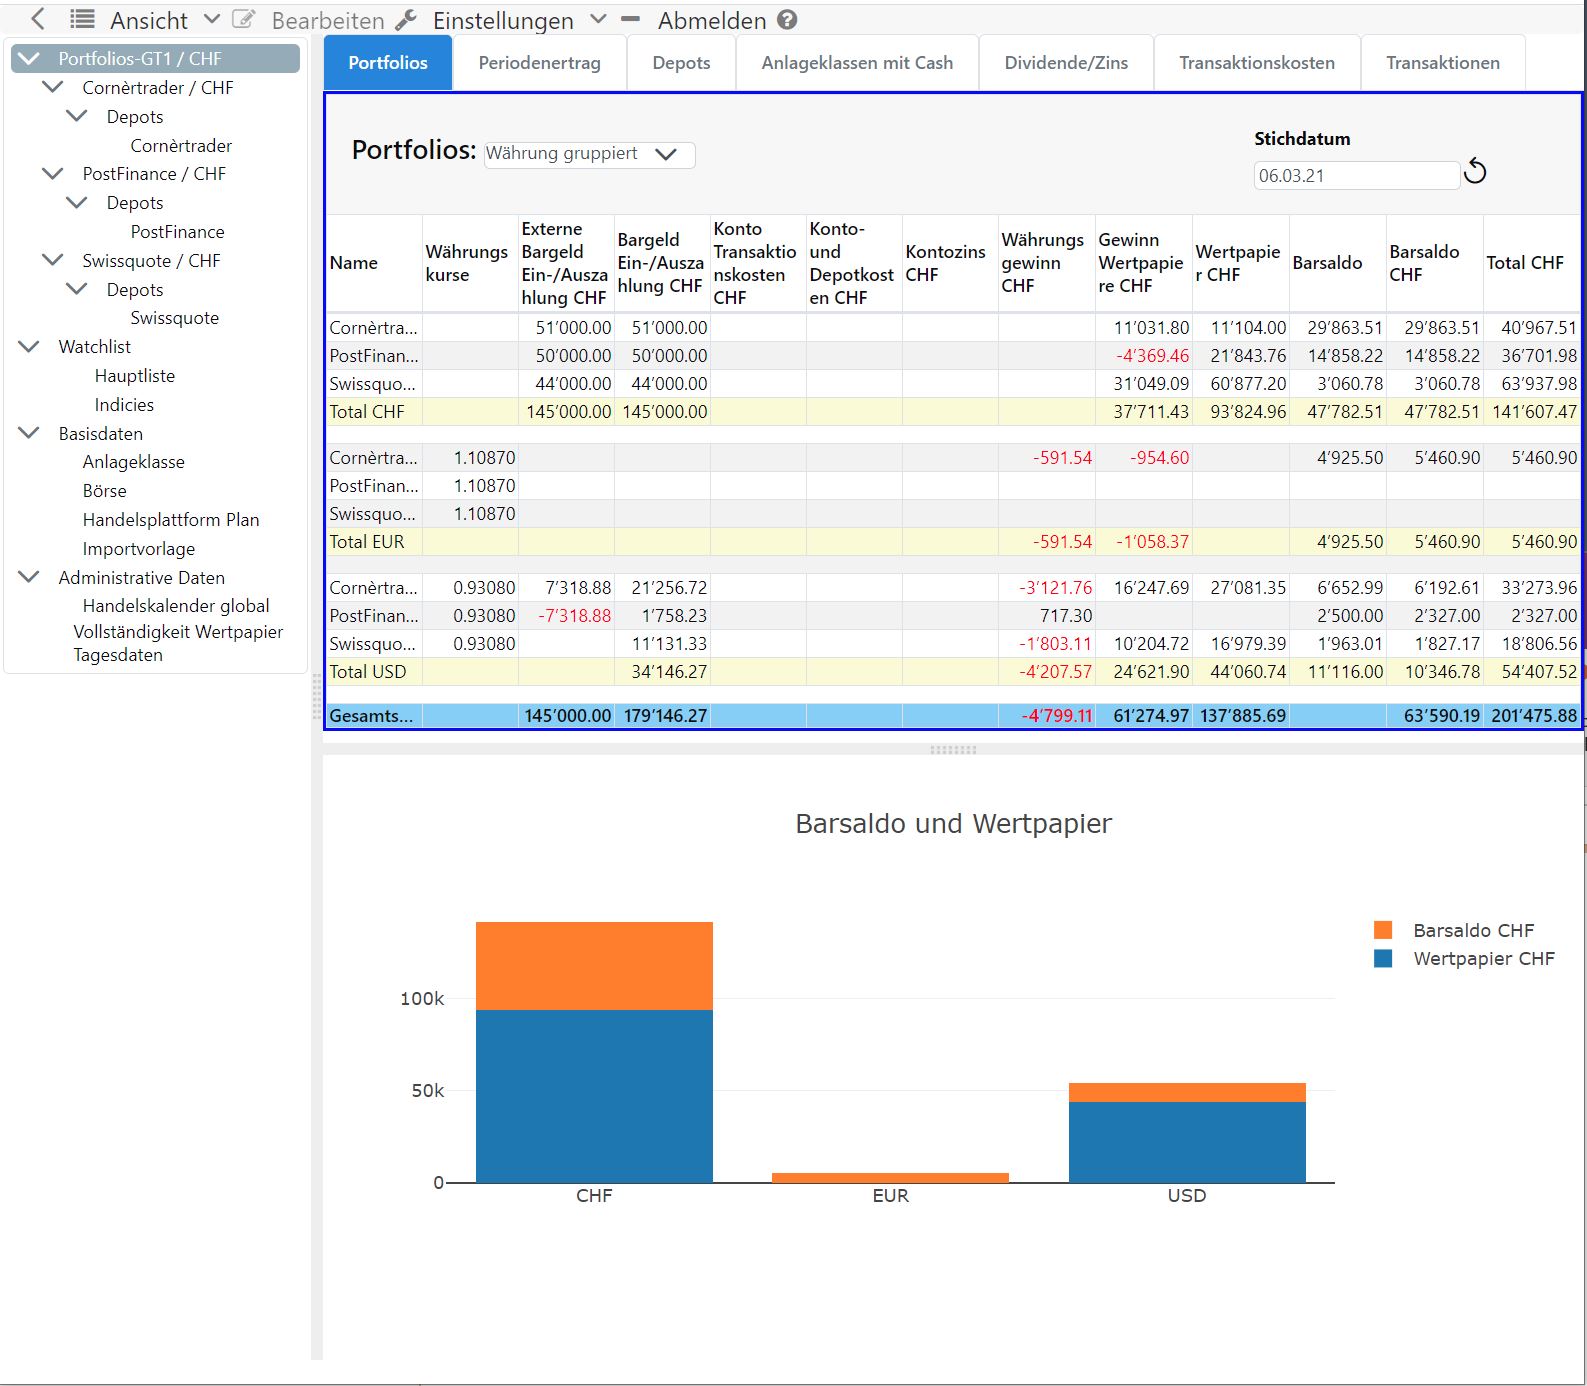 Ansicht Bearbeiten Einstellungen Abmelden
Portfolios-GT1 / CHF
Cornèrtrader / CHF
Depots
Cornèrtrader
PostFinance / CHF
Depots
PostFinance
Swissquote / CHF
Depots
Swissquote
Watchlist
Hauptliste
Indicies
Basisdaten
Anlageklasse
Börse
Handelsplattform Plan
Importvorlage
Administrative Daten
Handelskalender global
Vollständigkeit Wertpapier
Tagesdaten
Portfolios Periodenertrag Depots Anlageklassen mit Cash Dividende/Zins Transaktionskosten Transaktionen
Portfolios: Währung gruppiert
Stichdatum
06.03.21
Name
Währungs
kurse
Externe
Bargeld
Ein-/Ausza
hlung CHF
Bargeld
Ein-/Ausza
hlung CHF
Konto
Transaktio
nskosten
CHF
Konto-
und
Depotkost
en CHF
Kontozins
CHF
Währungs
gewinn
CHF
Gewinn
Wertpapie
re CHF
Wertpapie
r CHF
Barsaldo
Barsaldo
CHF
Total CHF
Cornèrtra... 51'000.00 51'000.00 11'031.80 11'104.00 29'863.51 29'863.51 40'967.51
PostFinan... 50'000.00 50'000.00 -4'369.46 21'843.76 14'858.22 14'858.22 36'701.98
Swissquo... 44'000.00 44'000.00 31'049.09 60'877.20 3'060.78 3'060.78 63'937.98
Total CHF 145'000.00 145'000.00 37'711.43 93'824.96 47'782.51 47'782.51 141'607.47
Cornèrtra... 1.10870 -591.54 -954.60 4'925.50 5'460.90 5'460.90
PostFinan... 1.10870
Swissquo... 1.10870
Total EUR -591.54 -1'058.37 4'925.50 5'460.90 5'460.90
Cornèrtra... 0.93080 7'318.88 21'256.72 -3'121.76 16'247.69 27'081.35 6'652.99 6'192.61 33'273.96
PostFinan... 0.93080 -7'318.88 1'758.23 717.30 2'500.00 2'327.00 2'327.00
Swissquo... 0.93080 11'131.33 -1'803.11 10'204.72 16'979.39 1'963.01 1'827.17 18'806.56
Total USD 34'146.27 -4'207.57 24'621.90 44'060.74 11'116.00 10'346.78 54'407.52
Gesamts... 145'000.00 179'146.27 -4'799.11 61'274.97 137'885.69 63'590.19 201'475.88
Barsaldo und Wertpapier
Barsaldo CHF
Wertpapier CHF
100k
50k
0
CHF EUR USD